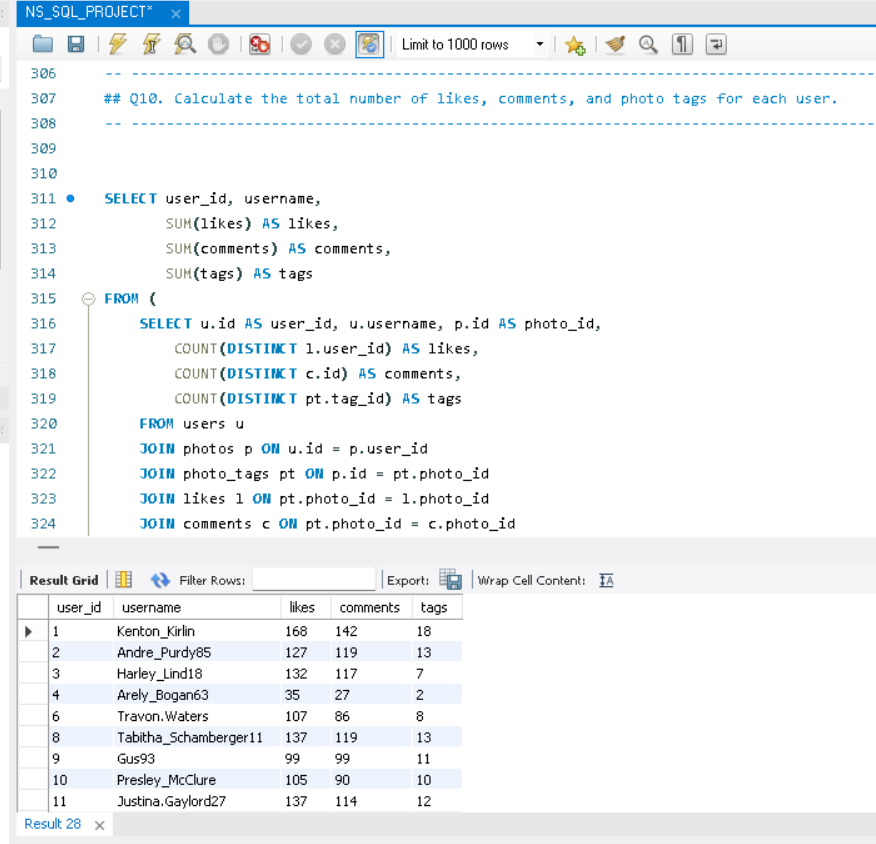 NS_SQL_PROJECT* ×
Limit to 1000 rows
306 -- ----------------------------------------------------------------------------------------
307 ## Q10. Calculate the total number of likes, comments, and photo tags for each user.
308 -- ----------------------------------------------------------------------------------------
309
310
311 SELECT user_id, username,
312 SUM(likes) AS likes,
313 SUM(comments) AS comments,
314 SUM(tags) AS tags
315 FROM (
316 SELECT u.id AS user_id, u.username, p.id AS photo_id,
317 COUNT(DISTINCT l.user_id) AS likes,
318 COUNT(DISTINCT c.id) AS comments,
319 COUNT(DISTINCT pt.tag_id) AS tags
320 FROM users u
321 JOIN photos p ON u.id = p.user_id
322 JOIN photo_tags pt ON p.id = pt.photo_id
323 JOIN likes l ON pt.photo_id = l.photo_id
324 JOIN comments c ON pt.photo_id = c.photo_id
Result Grid Filter Rows: Export: Wrap Cell Content: IA
user_id username likes comments tags
1 Kenton_Kirlin 168 142 18
2 Andre_Purdy85 127 119 13
3 Harley_Lind18 132 117 7
4 Arely_Bogan63 35 27 2
6 Travon.Waters 107 86 8
8 Tabitha_Schamberger11 137 119 13
9 Gus93 99 99 11
10 Presley_McClure 105 90 10
11 Justina.Gaylord27 137 114 12
Result 28 ×